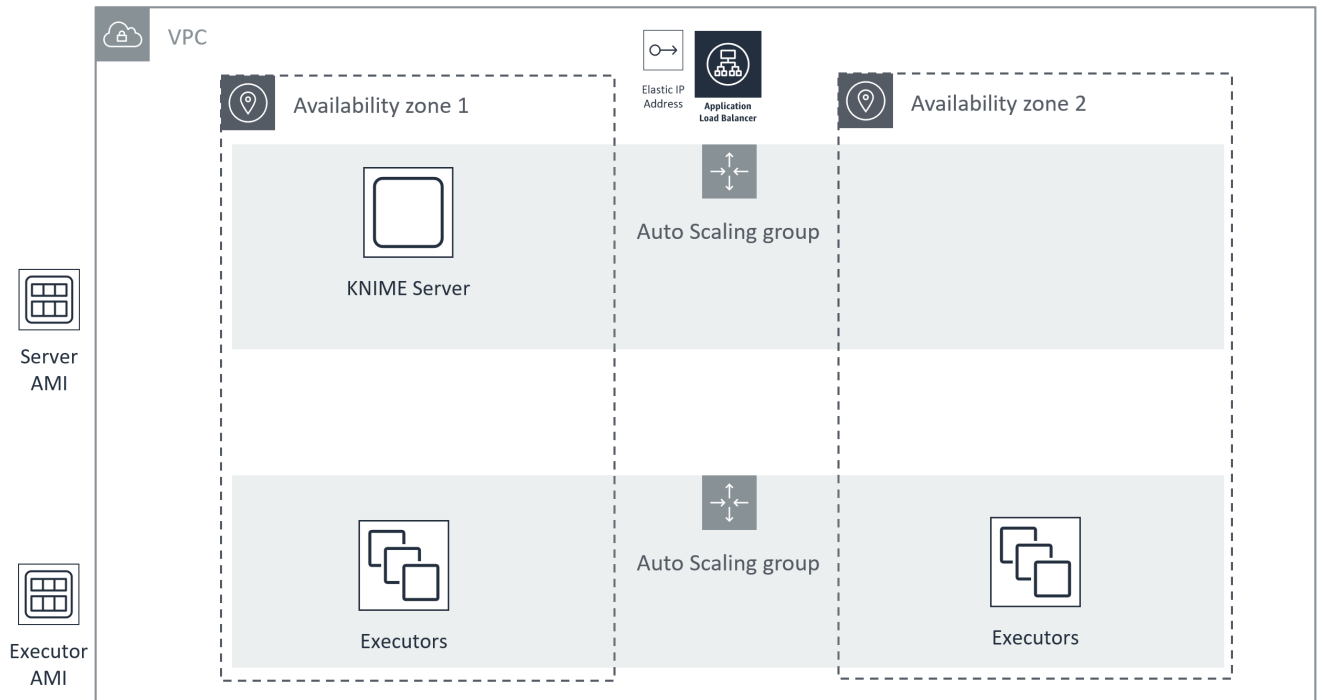 VPC
Elastic IP
Address
Application
Load Balancer
Availability zone 1
Availability zone 2
Auto Scaling group
KNIME Server
Server
AMI
Auto Scaling group
Executors
Executors
Executor
AMI